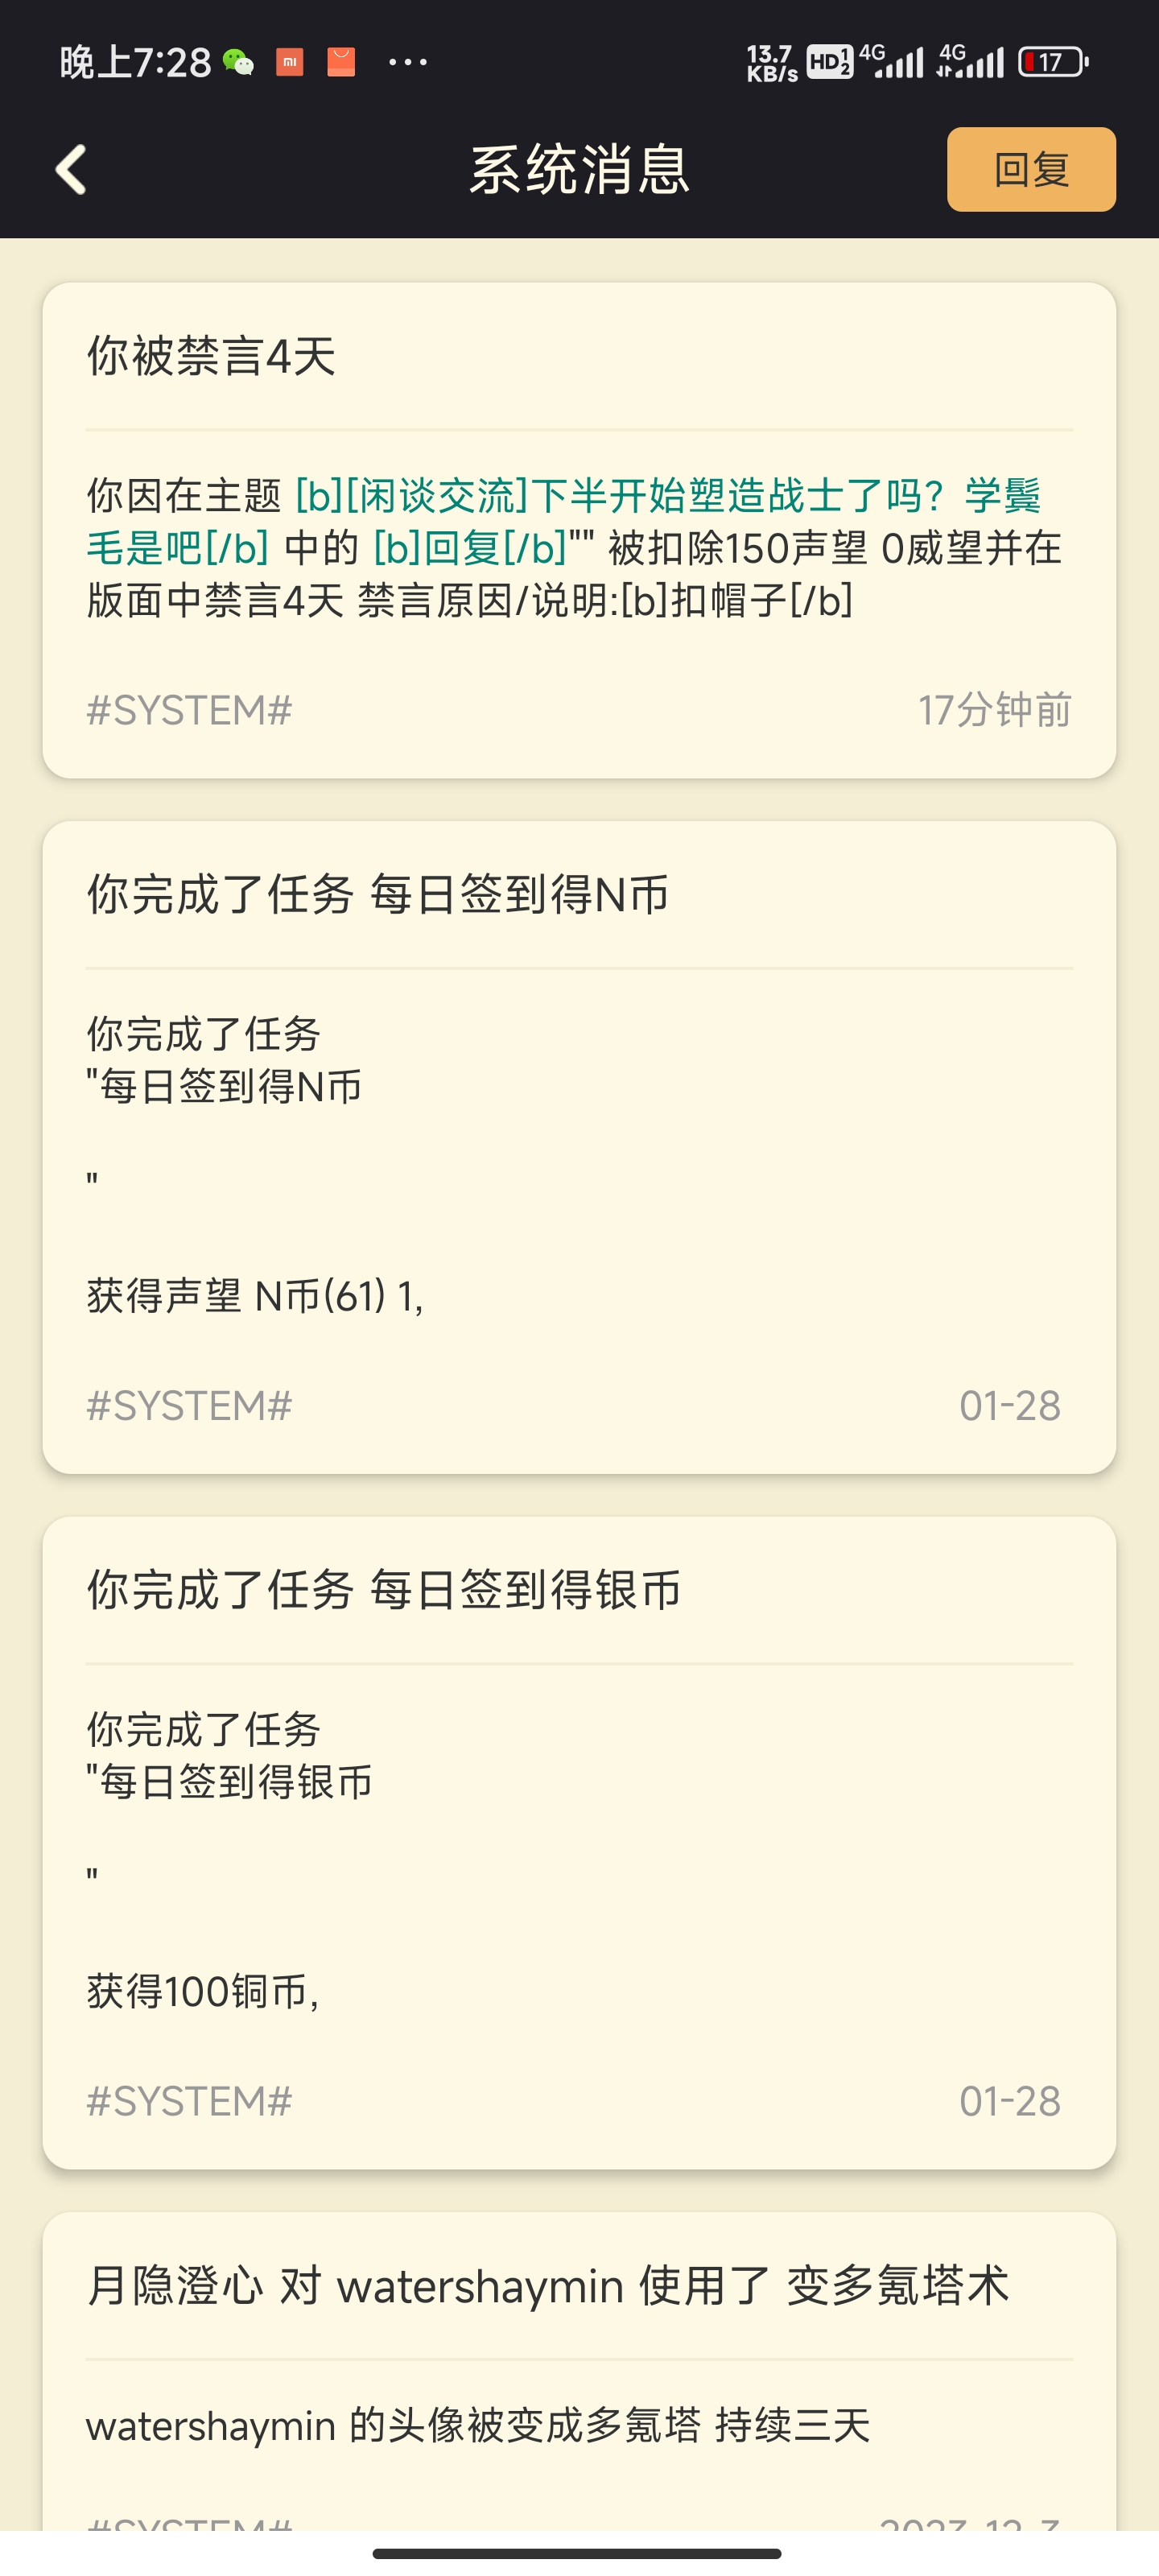 晚上7:28
13.7
KB/s
HD 1 2
4G
4G
17
系统消息
回复
你被禁言4天
你因在主题 [b][闲谈交流]下半开始塑造战士了吗？学鬓
毛是吧[/b] 中的 [b]回复[/b]"" 被扣除150声望 0威望并在
版面中禁言4天 禁言原因/说明:[b]扣帽子[/b]
#SYSTEM#
17分钟前
你完成了任务 每日签到得N币
你完成了任务
"每日签到得N币
"
获得声望 N币(61) 1,
#SYSTEM#
01-28
你完成了任务 每日签到得银币
你完成了任务
"每日签到得银币
"
获得100铜币,
#SYSTEM#
01-28
月隐澄心 对 watershaymin 使用了 变多氪塔术
watershaymin 的头像被变成多氪塔 持续三天
#SYSTEM#